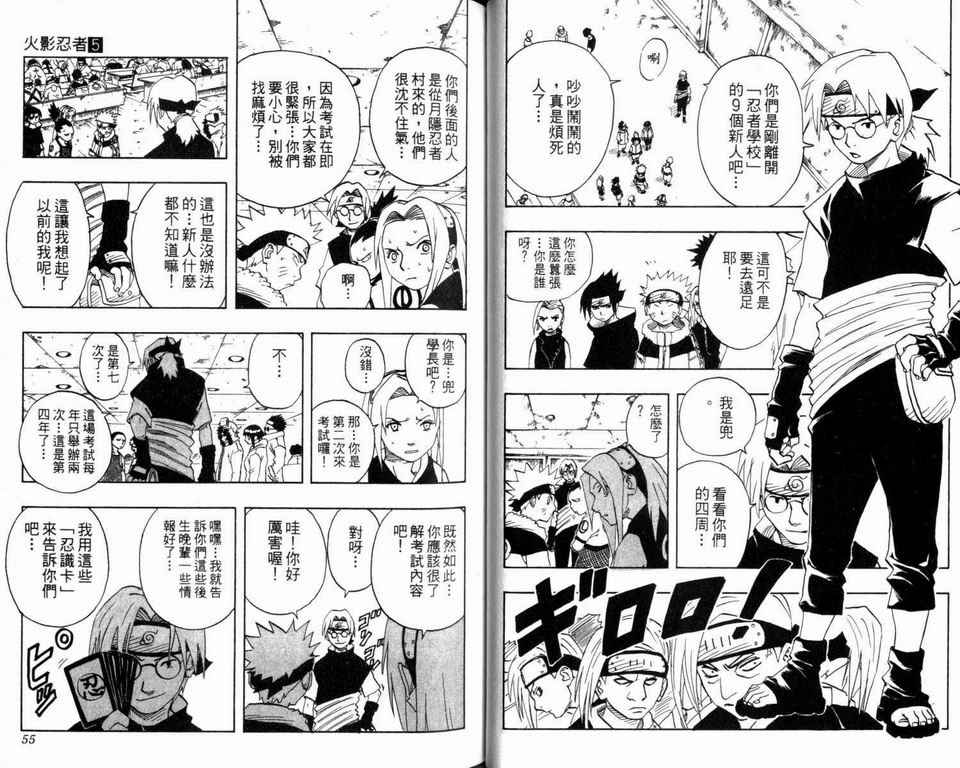 你們是剛離開
「忍者學校」
的9個新人吧…
唰
吵吵鬧鬧的
，真是煩死
人了…
這可不是
要去遠足
耶！
你怎麼
這麼囂張
…你是誰
呀？
我是兜
。
看看你們
的四周…
怎麼了
？
ギロロ！
火影忍者5
你們後面的人
是從月隱忍者
村來的，他們
很沈不住氣…
因為考試在即
，所以大家都
很緊張…你們
要小心，別被
找麻煩了…
啊…
這也是沒辦法
的…新人什麼
都不知道嘛！
這讓我想起了
以前的我呢！
你是…兜
學長吧？
沒錯…
那…你是
第二次來
考試囉！
不…
是第七
次了…
這場考試每
年只舉辦兩
次…這是第
四年了…
既然如此…
你應該很了
解考試內容
吧！
對呀…
哇！你好
厲害喔！
嘿嘿…我就告
訴你們這些後
生晚輩一些情
報好了…
我用這些
「忍識卡」
來告訴你們
吧…
忍
55